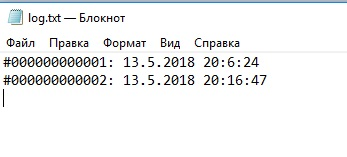 log.txt — Блокнот
Файл Правка Формат Вид Справка
#000000000001: 13.5.2018 20:6:24
#000000000002: 13.5.2018 20:16:47